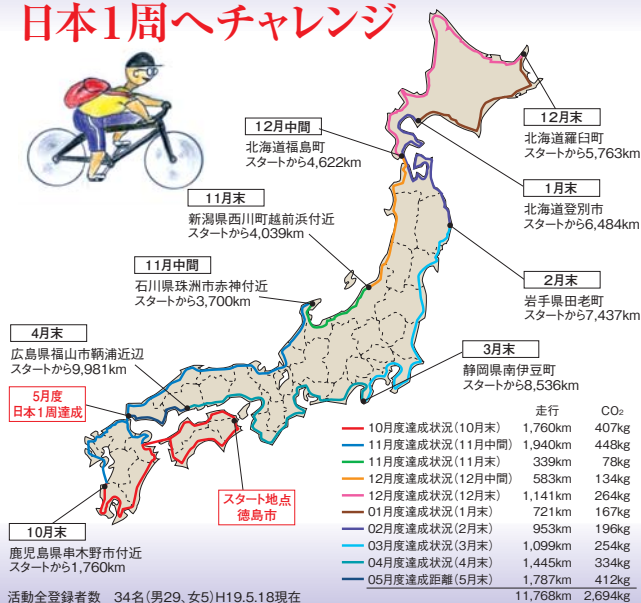 日本1周へチャレンジ
12月末
北海道羅臼町
スタートから5,763km
12月中間
北海道福島町
スタートから4,622km
1月末
北海道登別市
スタートから6,484km
11月末
新潟県西川町越前浜付近
スタートから4,039km
11月中間
石川県珠洲市赤神付近
スタートから3,700km
2月末
岩手県田老町
スタートから7,437km
4月末
広島県福山市鞆浦近辺
スタートから9,981km
3月末
静岡県南伊豆町
スタートから8,536km
5月度
日本1周達成
スタート地点
徳島市
10月末
鹿児島県串木野市付近
スタートから1,760km
走行 CO2
10月度達成状況(10月末) 1,760km 407kg
11月度達成状況(11月中間) 1,940km 448kg
11月度達成状況(11月末) 339km 78kg
12月度達成状況(12月中間) 583km 134kg
12月度達成状況(12月末) 1,141km 264kg
01月度達成状況(1月末) 721km 167kg
02月度達成状況(2月末) 953km 196kg
03月度達成状況(3月末) 1,099km 254kg
04月度達成状況(4月末) 1,445km 334kg
05月度達成距離(5月末) 1,787km 412kg
11,768km 2,694kg
活動全登録者数 34名(男29、女5)H19.5.18現在